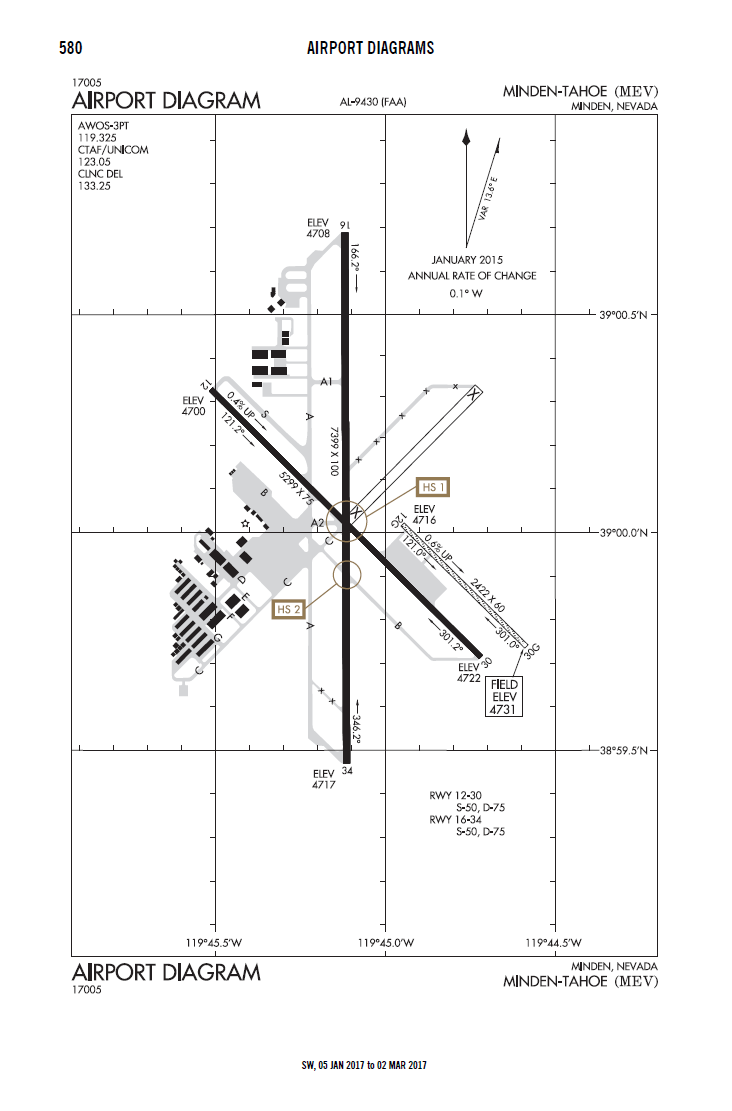 580
AIRPORT DIAGRAMS
17005
AIRPORT DIAGRAM
AL-9430 (FAA)
MINDEN-TAHOE (MEV)
MINDEN, NEVADA
AWOS-3PT
119.325
CTAF/UNICOM
123.05
CLNC DEL
133.25
VAR 13.6° E
JANUARY 2015
ANNUAL RATE OF CHANGE
0.1° W
ELEV
4708
16
166.2°
39°00.5'N
A1
X
X
12
ELEV
4700
0.4% UP
121.2°
S
A
7399 X 100
5299 X 75
B
HS 1
A2
X
ELEV
4716
12G
39°00.0'N
C
0.6% UP
121.0°
C
D
E
F
G
C
HS 2
2422 X 60
A
B
301.2°
301.0°
30G
30
ELEV
4722
FIELD
ELEV
4731
346.2°
38°59.5'N
34
ELEV
4717
RWY 12-30
S-50, D-75
RWY 16-34
S-50, D-75
119°45.5'W
119°45.0'W
119°44.5'W
AIRPORT DIAGRAM
17005
MINDEN, NEVADA
MINDEN-TAHOE (MEV)
SW, 05 JAN 2017 to 02 MAR 2017